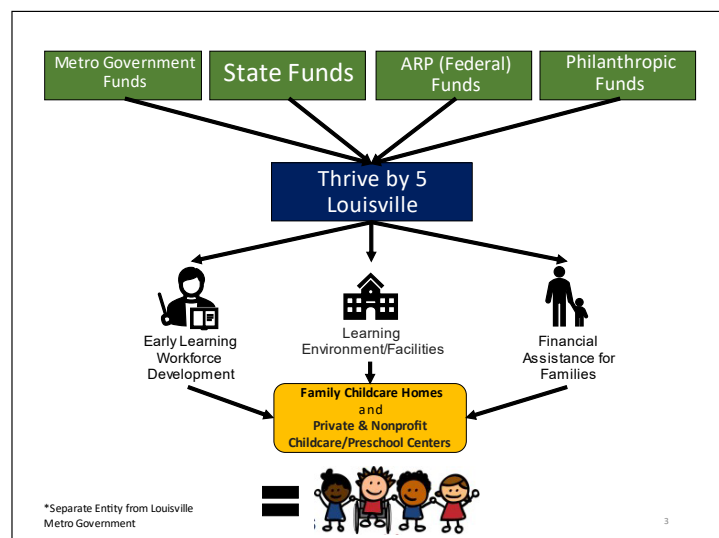 Metro Government
Funds
State Funds
ARP (Federal)
Funds
Philanthropic
Funds
Thrive by 5
Louisville
Early Learning
Workforce
Development
Learning
Environment/Facilities
Financial
Assistance for
Families
Family Childcare Homes
and
Private & Nonprofit
Childcare/Preschool Centers
*Separate Entity from Louisville
Metro Government
3